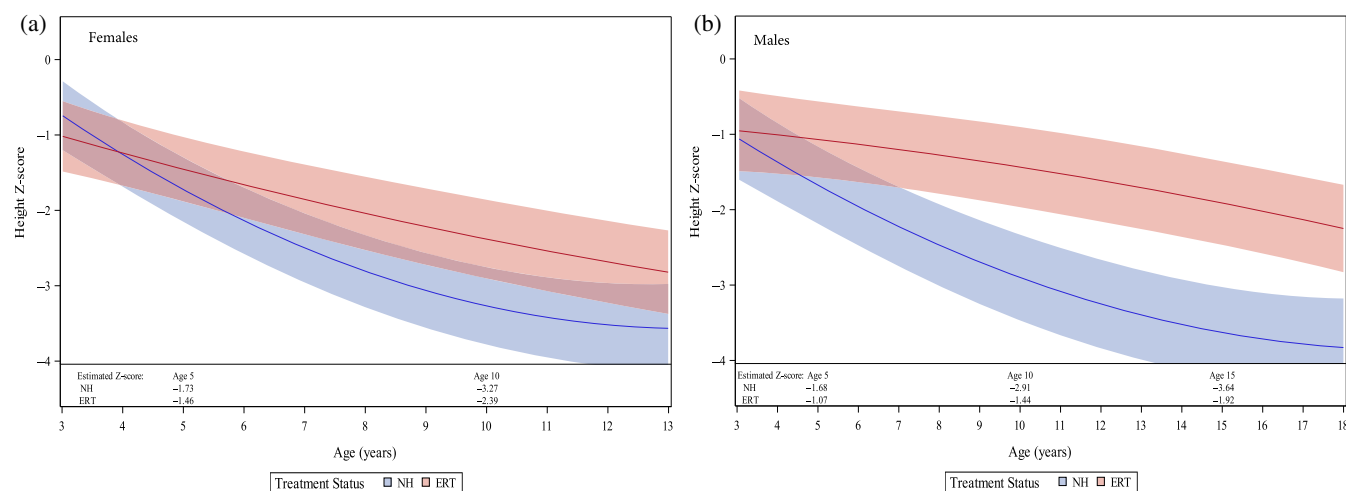 (a)
Females
Height Z-score
0
−1
−2
−3
−4
Estimated Z-score: Age 5 Age 10
NH −1.73 −3.27
ERT −1.46 −2.39
3 4 5 6 7 8 9 10 11 12 13
Age (years)
Treatment Status NH ERT
(b)
Males
Height Z-score
0
−1
−2
−3
−4
Estimated Z-score: Age 5 Age 10 Age 15
NH −1.68 −2.91 −3.64
ERT −1.07 −1.44 −1.92
3 4 5 6 7 8 9 10 11 12 13 14 15 16 17 18
Age (years)
Treatment Status NH ERT